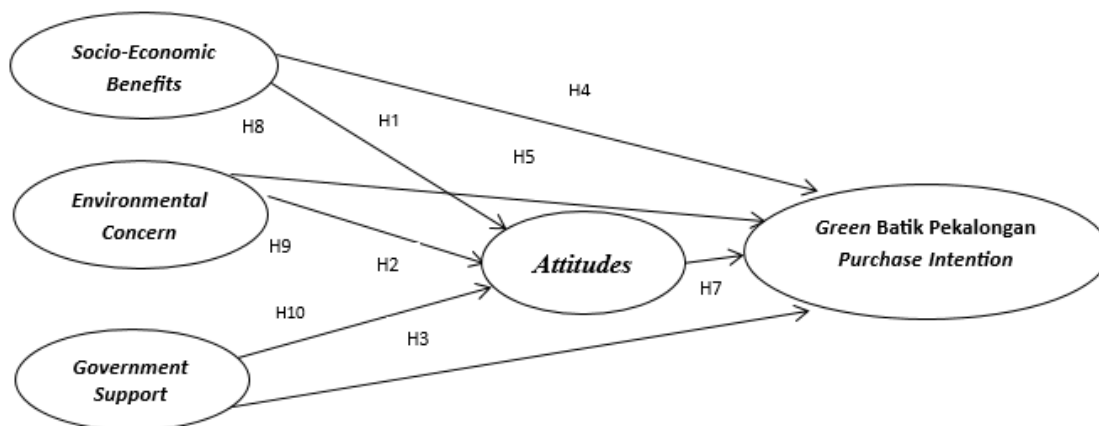 Socio-Economic
Benefits
H4
H8
H1
H5
Environmental
Concern
Green Batik Pekalongan
Purchase Intention
H9
H2
Attitudes
H7
H10
H3
Government
Support